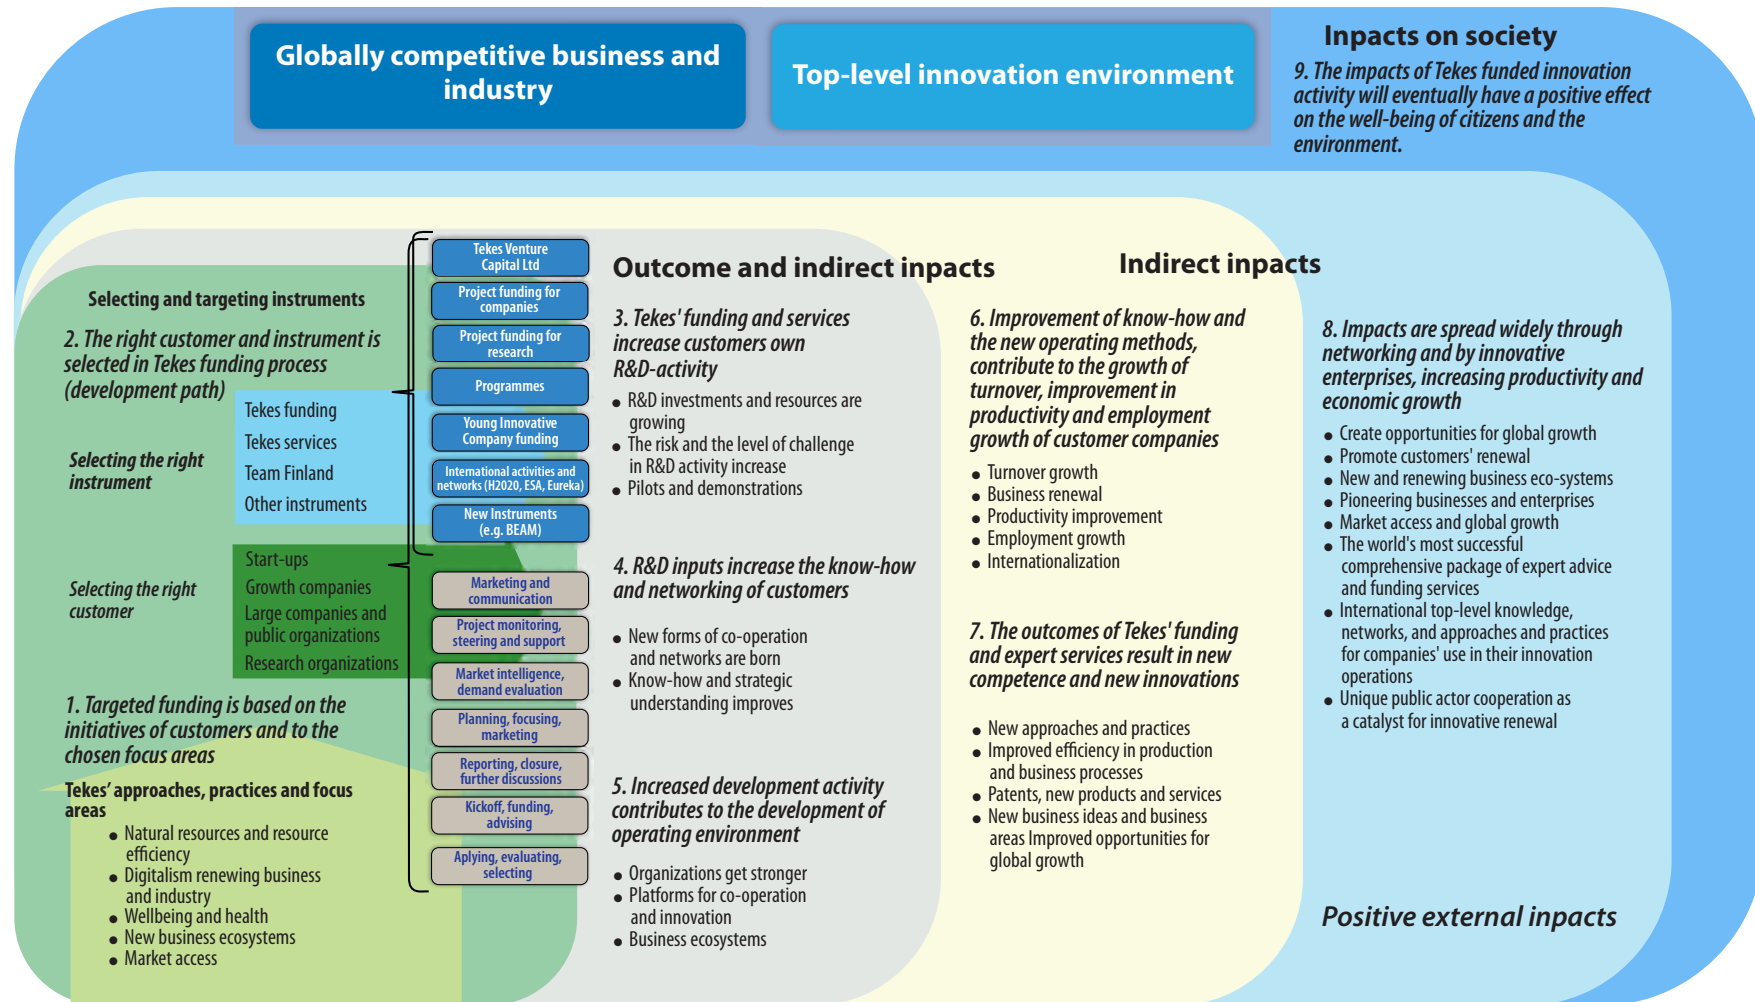 Globally competitive business and
industry
Top-level innovation environment
Inpacts on society
9. The impacts of Tekes funded innovation
activity will eventually have a positive effect
on the well-being of citizens and the
environment.
Selecting and targeting instruments
2. The right customer and instrument is
selected in Tekes funding process
(development path)
Selecting the right
instrument
Tekes funding
Tekes services
Team Finland
Other instruments
Selecting the right
customer
Start-ups
Growth companies
Large companies and
public organizations
Research organizations
1. Targeted funding is based on the
initiatives of customers and to the
chosen focus areas
Tekes’ approaches, practices and focus
areas
● Natural resources and resource
efficiency
● Digitalism renewing business
and industry
● Wellbeing and health
● New business ecosystems
● Market access
Tekes Venture
Capital Ltd
Project funding for
companies
Project funding for
research
Programmes
Young Innovative
Company funding
International activities and
networks (H2020, ESA, Eureka)
New Instruments
(e.g. BEAM)
Marketing and
communication
Project monitoring,
steering and support
Market intelligence,
demand evaluation
Planning, focusing,
marketing
Reporting, closure,
further discussions
Kickoff, funding,
advising
Aplying, evaluating,
selecting
Outcome and indirect inpacts
3. Tekes' funding and services
increase customers own
R&D-activity
● R&D investments and resources are
growing
● The risk and the level of challenge
in R&D activity increase
● Pilots and demonstrations
4. R&D inputs increase the know-how
and networking of customers
● New forms of co-operation
and networks are born
● Know-how and strategic
understanding improves
5. Increased development activity
contributes to the development of
operating environment
● Organizations get stronger
● Platforms for co-operation
and innovation
● Business ecosystems
Indirect inpacts
6. Improvement of know-how and
the new operating methods,
contribute to the growth of
turnover, improvement in
productivity and employment
growth of customer companies
● Turnover growth
● Business renewal
● Productivity improvement
● Employment growth
● Internationalization
7. The outcomes of Tekes' funding
and expert services result in new
competence and new innovations
● New approaches and practices
● Improved efficiency in production
and business processes
● Patents, new products and services
● New business ideas and business
areas Improved opportunities for
global growth
8. Impacts are spread widely through
networking and by innovative
enterprises, increasing productivity and
economic growth
● Create opportunities for global growth
● Promote customers' renewal
● New and renewing business eco-systems
● Pioneering businesses and enterprises
● Market access and global growth
● The world's most successful
comprehensive package of expert advice
and funding services
● International top-level knowledge,
networks, and approaches and practices
for companies' use in their innovation
operations
● Unique public actor cooperation as
a catalyst for innovative renewal
Positive external inpacts